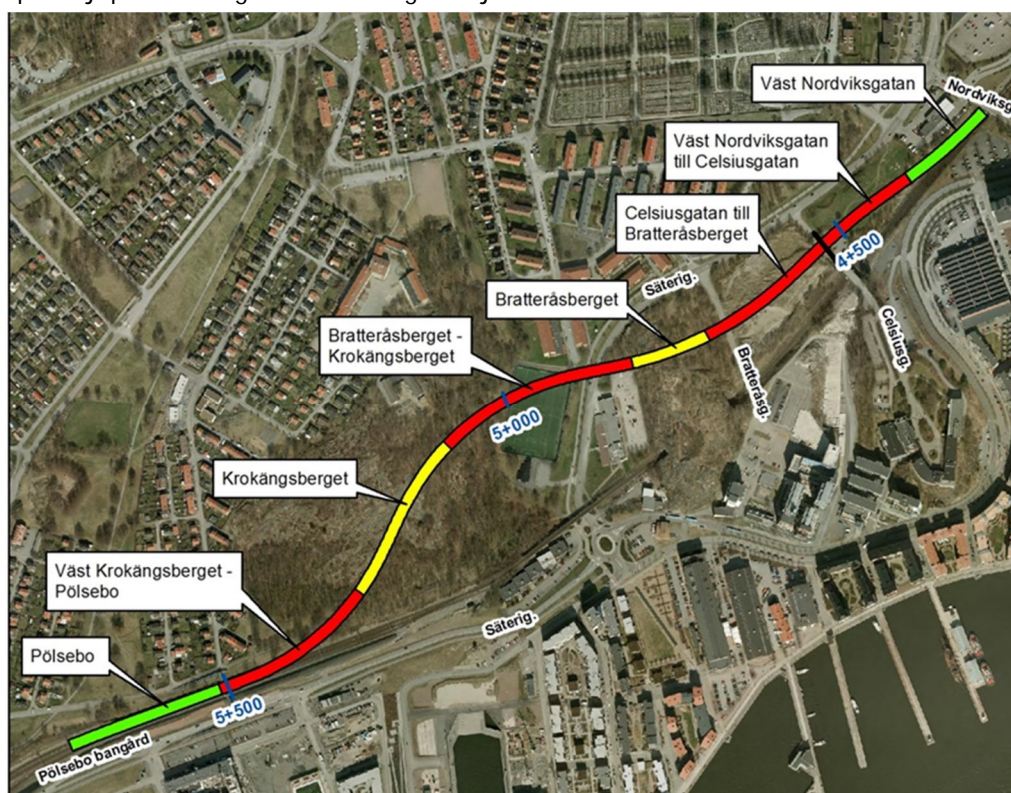 Väst Nordviksgatan
Nordviksg
Väst Nordviksgatan
till Celsiusgatan
Celsiusgatan till
Bratteråsberget
4+500
Säterig.
Bratteråsberget
Celsiusg.
Bratteråsberget -
Krokängsberget
Bratteråsg.
5+000
Krokängsberget
Väst Krokängsberget -
Pölsebo
Säterig.
Pölsebo
5+500
Pölsebo bangård